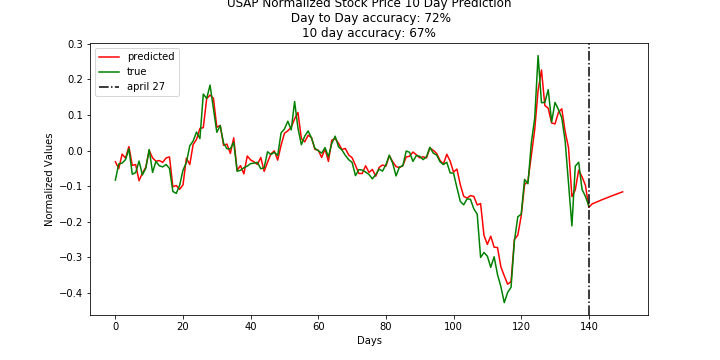 USAP Normalized Stock Price 10 Day Prediction
Day to Day accuracy: 72%
10 day accuracy: 67%
predicted
true
april 27
Normalized Values
0.3
0.2
0.1
0.0
−0.1
−0.2
−0.3
−0.4
0 20 40 60 80 100 120 140
Days